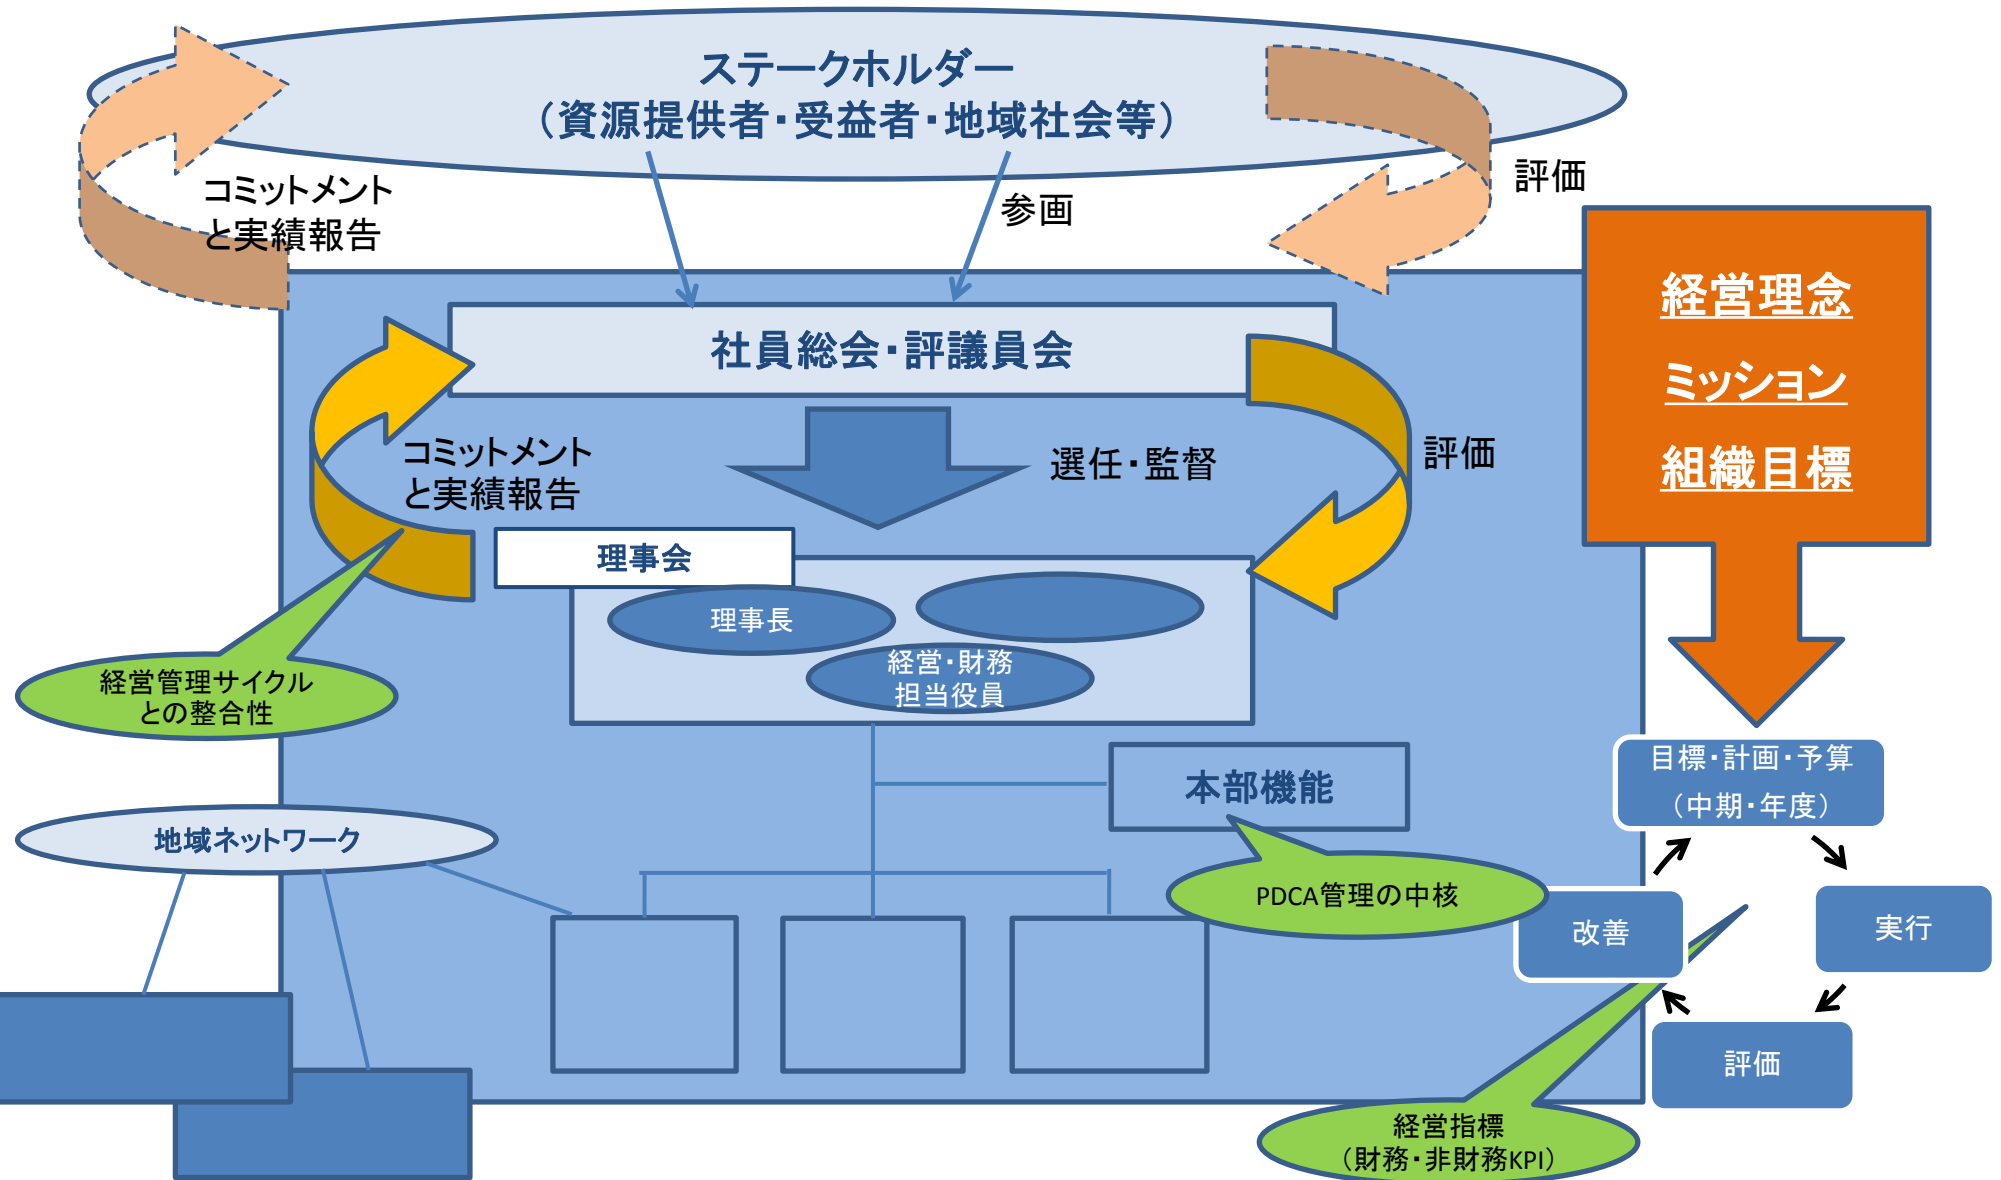 ステークホルダー
（資源提供者・受益者・地域社会等）
コミットメント
と実績報告
参画
評価
経営理念
ミッション
組織目標
社員総会・評議員会
コミットメント
と実績報告
選任・監督
評価
理事会
理事長
経営・財務
担当役員
経営管理サイクル
との整合性
本部機能
目標・計画・予算
（中期・年度）
地域ネットワーク
PDCA管理の中核
改善
実行
評価
経営指標
（財務・非財務KPI）